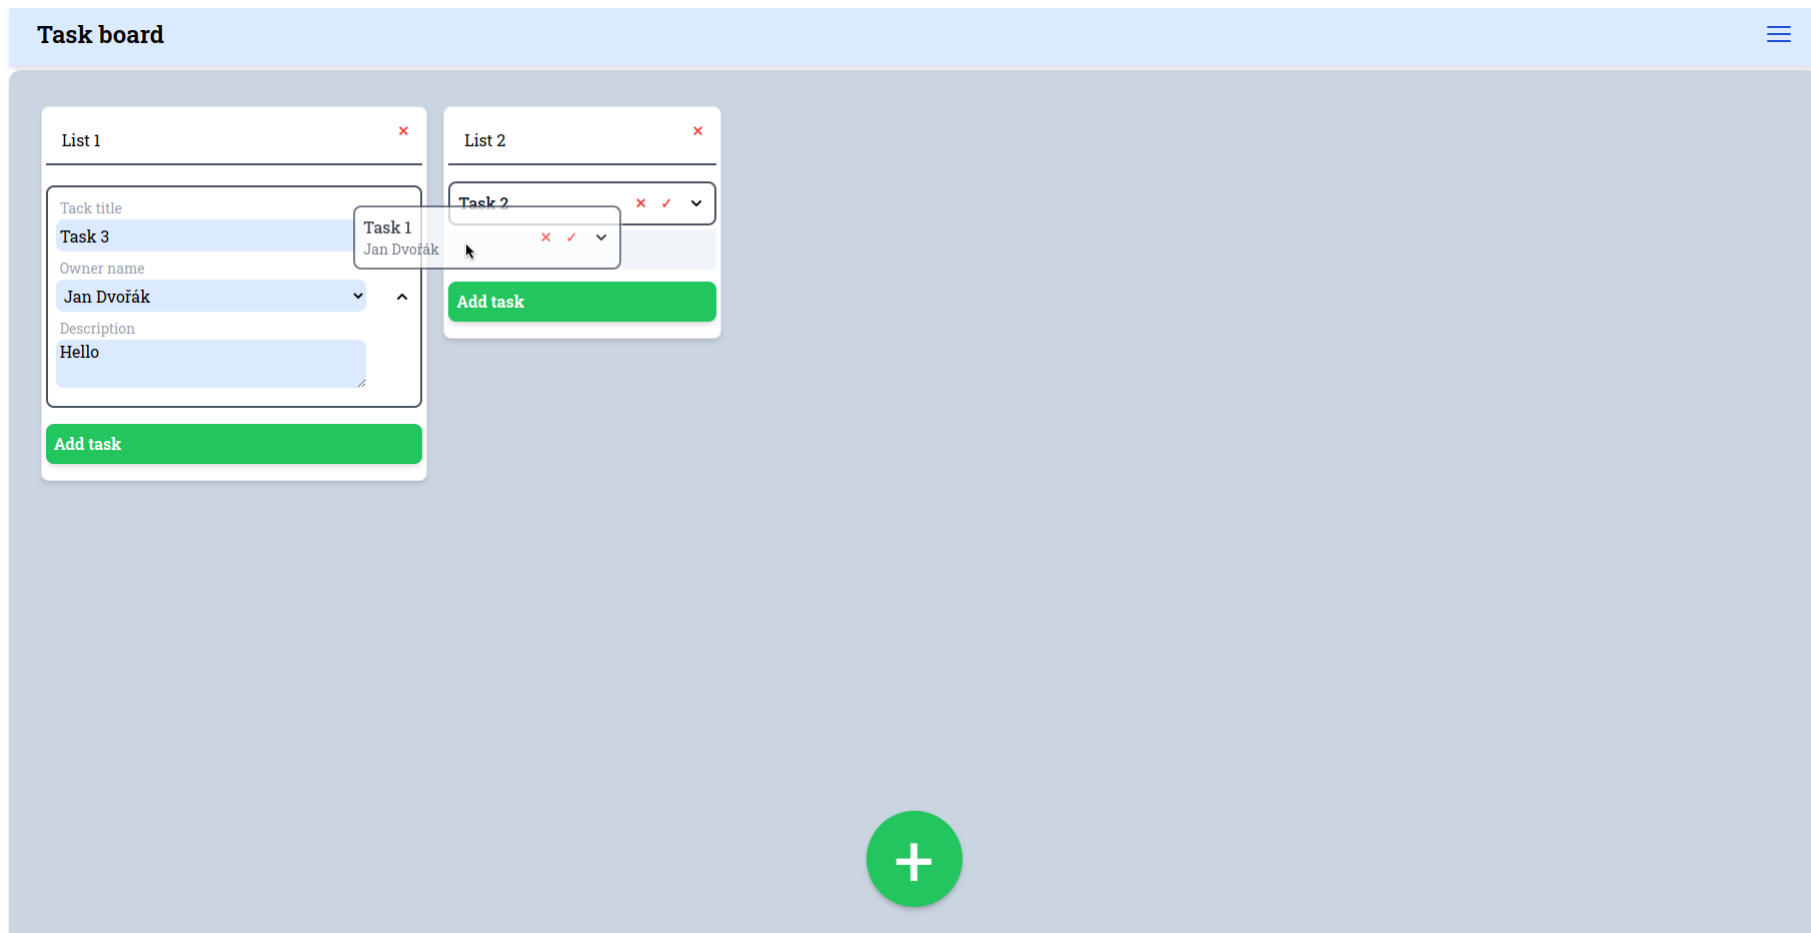 Task board
List 1
Tack title
Task 3
Owner name
Jan Dvořák
Description
Hello
Add task
Task 1
Jan Dvořák
List 2
Task 2
Add task